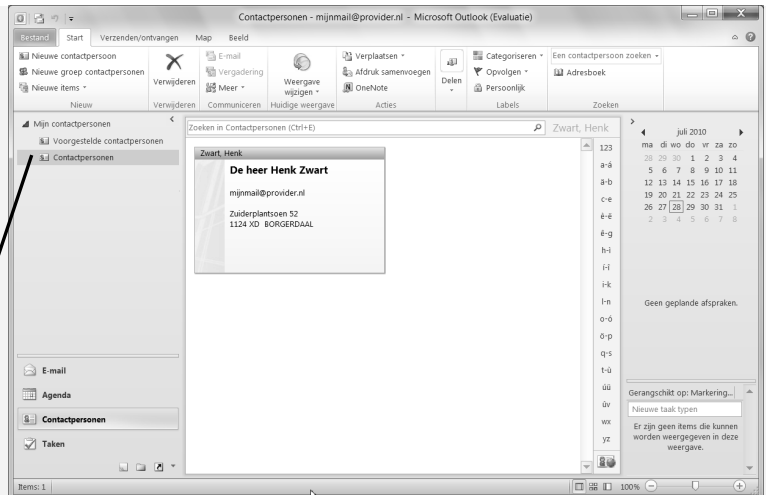 Contactpersonen - mijnmail@provider.nl - Microsoft Outlook (Evaluatie)
Bestand Start Verzenden/ontvangen Map Beeld
Nieuwe contactpersoon
Nieuwe groep contactpersonen
Nieuwe items
Nieuw
Verwijderen
Verwijderen
E-mail
Vergadering
Meer
Communiceren
Weergave wijzigen
Huidige weergave
Verplaatsen
Afdruk samenvoegen
OneNote
Acties
Delen
Categoriseren
Opvolgen
Persoonlijk
Labels
Een contactpersoon zoeken
Adresboek
Zoeken
Mijn contactpersonen
Voorgestelde contactpersonen
Contactpersonen
E-mail
Agenda
Contactpersonen
Taken
Zoeken in Contactpersonen (Ctrl+E)
Zwart, Henk
Zwart, Henk
De heer Henk Zwart
mijnmail@provider.nl
Zuiderplantsoen 52
1124 XD BORGERDAAL
123
a-á
ä-b
c-e
é-ë
ê-g
h-i
í-ï
i-k
l-n
o-ó
ö-p
q-s
t-ü
úü
ûv
wx
yz
juli 2010
ma di wo do vr za zo
28 29 30 1 2 3 4
5 6 7 8 9 10 11
12 13 14 15 16 17 18
19 20 21 22 23 24 25
26 27 28 29 30 31 1
2 3 4 5 6 7 8
Geen geplande afspraken.
Gerangschikt op: Markering...
Nieuwe taak typen
Er zijn geen items die kunnen
worden weergegeven in deze
weergave.
Items: 1
100%